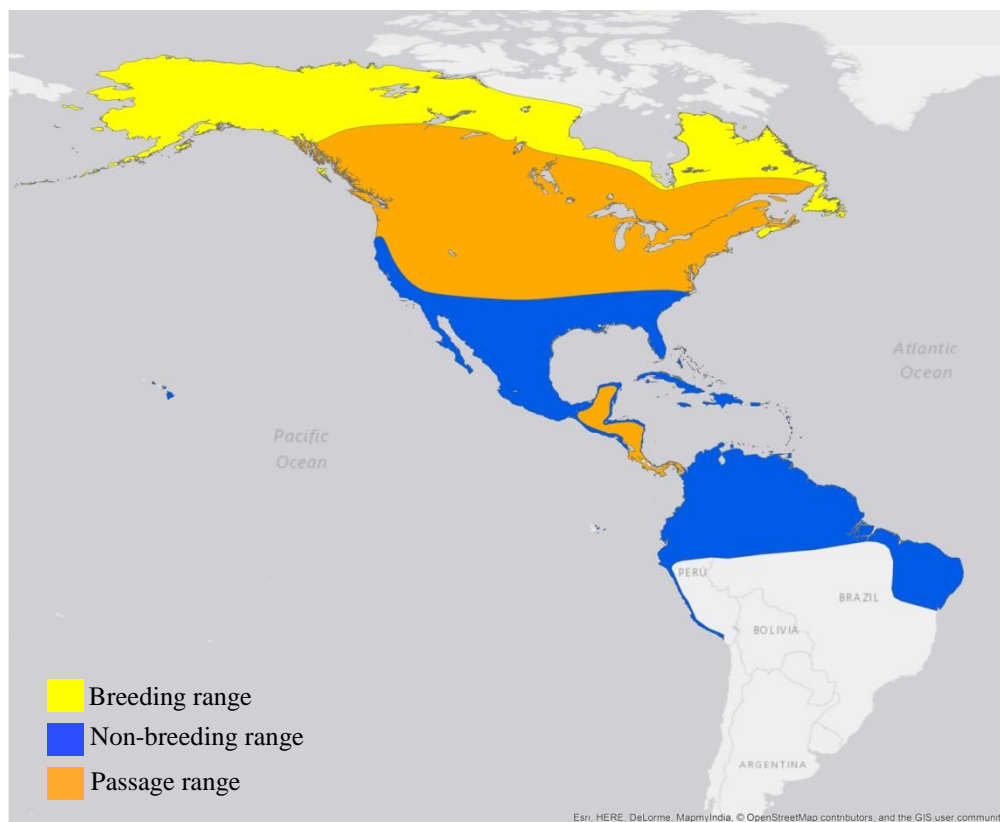 Atlantic
Ocean
Pacific
Ocean
PERÚ
BRAZIL
BOLIVIA
ARGENTINA
Breeding range
Non-breeding range
Passage range
Esri, HERE, DeLorme, MapmyIndia, © OpenStreetMap contributors, and the GIS user communit